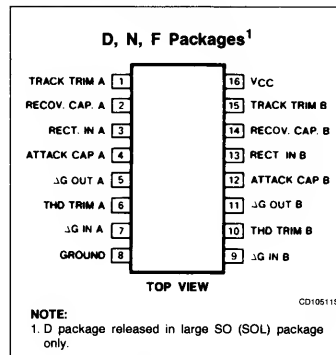 D, N, F Packages1
TRACK TRIM A 1
RECOV. CAP. A 2
RECT. IN A 3
ATTACK CAP A 4
ΔG OUT A 5
THD TRIM A 6
ΔG IN A 7
GROUND 8
16 VCC
15 TRACK TRIM B
14 RECOV. CAP. B
13 RECT IN B
12 ATTACK CAP B
11 ΔG OUT B
10 THD TRIM B
9 ΔG IN B
TOP VIEW
CD10511S
NOTE:
1. D package released in large SO (SOL) package
only.